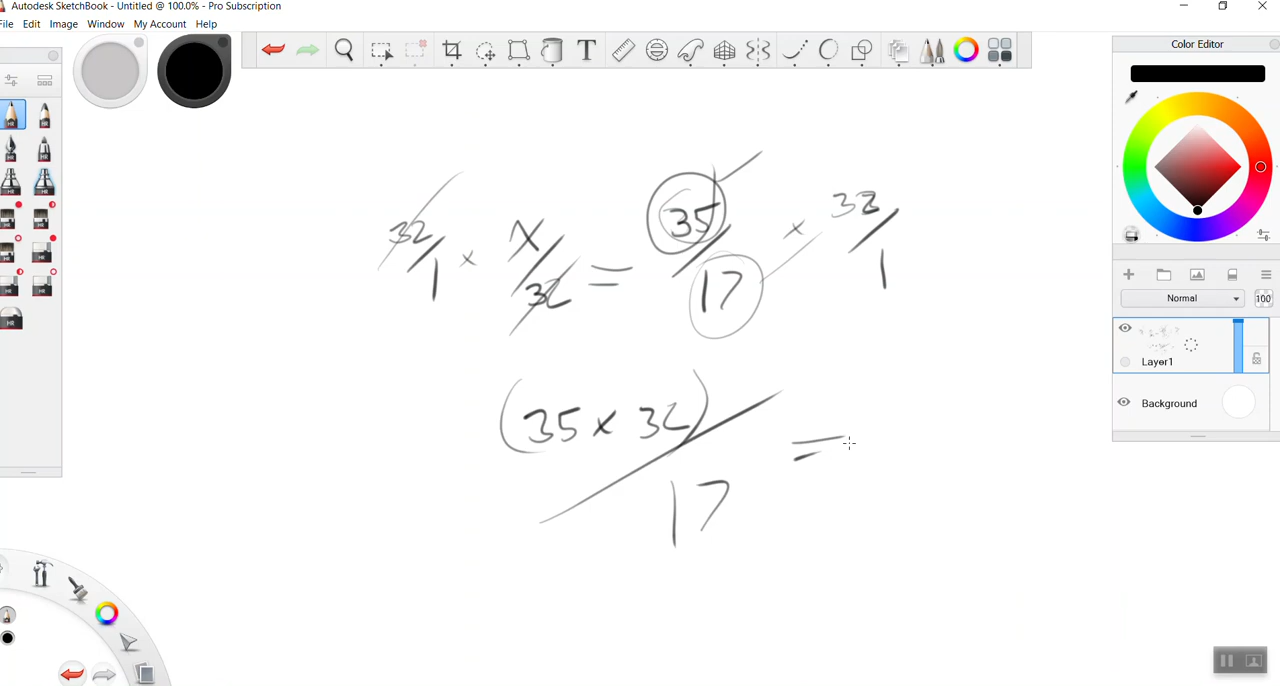 Autodesk SketchBook - Untitled @ 100.0% - Pro Subscription
File Edit Image Window My Account Help
T
Color Editor
32/1 × X/32 = 35/17 × 32/1
Normal 100
Layer1
Background
(35 × 32)/17 =